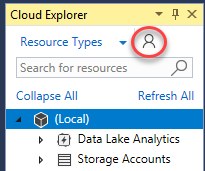 Cloud Explorer
Resource Types
Search for resources
Collapse All Refresh All
(Local)
Data Lake Analytics
Storage Accounts